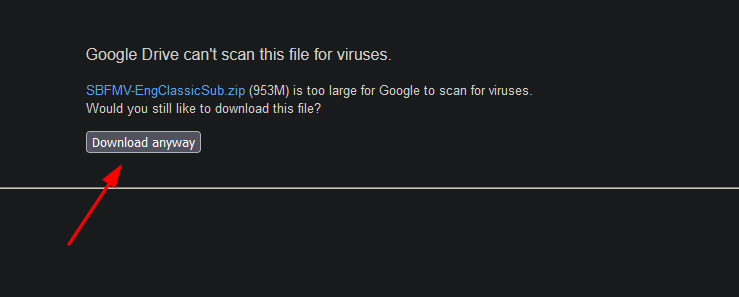 Google Drive can't scan this file for viruses.
SBFMV-EngClassicSub.zip (953M) is too large for Google to scan for viruses.
Would you still like to download this file?
Download anyway